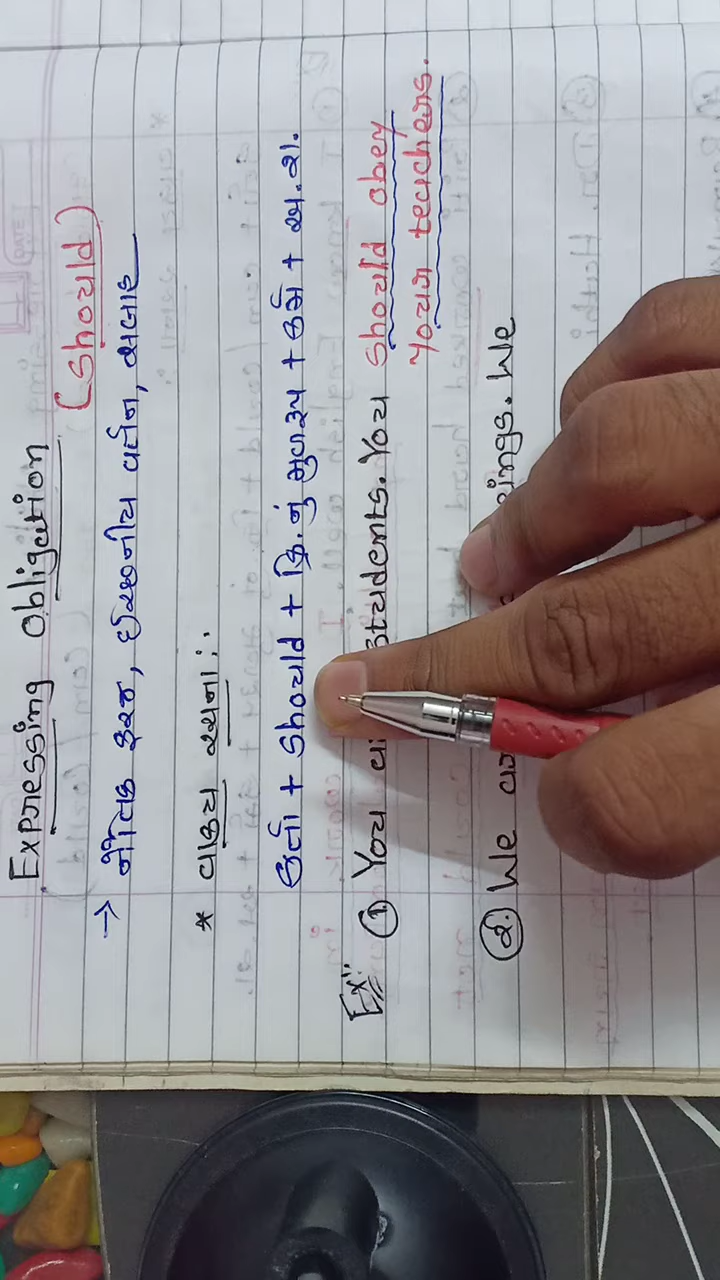 Expressing Obligation
(Should)
→ નૈતિક ફરજ, ઈચ્છનીય વર્તન, સલાહ
* વાક્ય રચના :
કર્તા + Should + ક્રિ.નું મુળરૂપ + કર્મ + અ.શ.
Ex: ① You students. You should obey
your teachers.
②. We ings. We